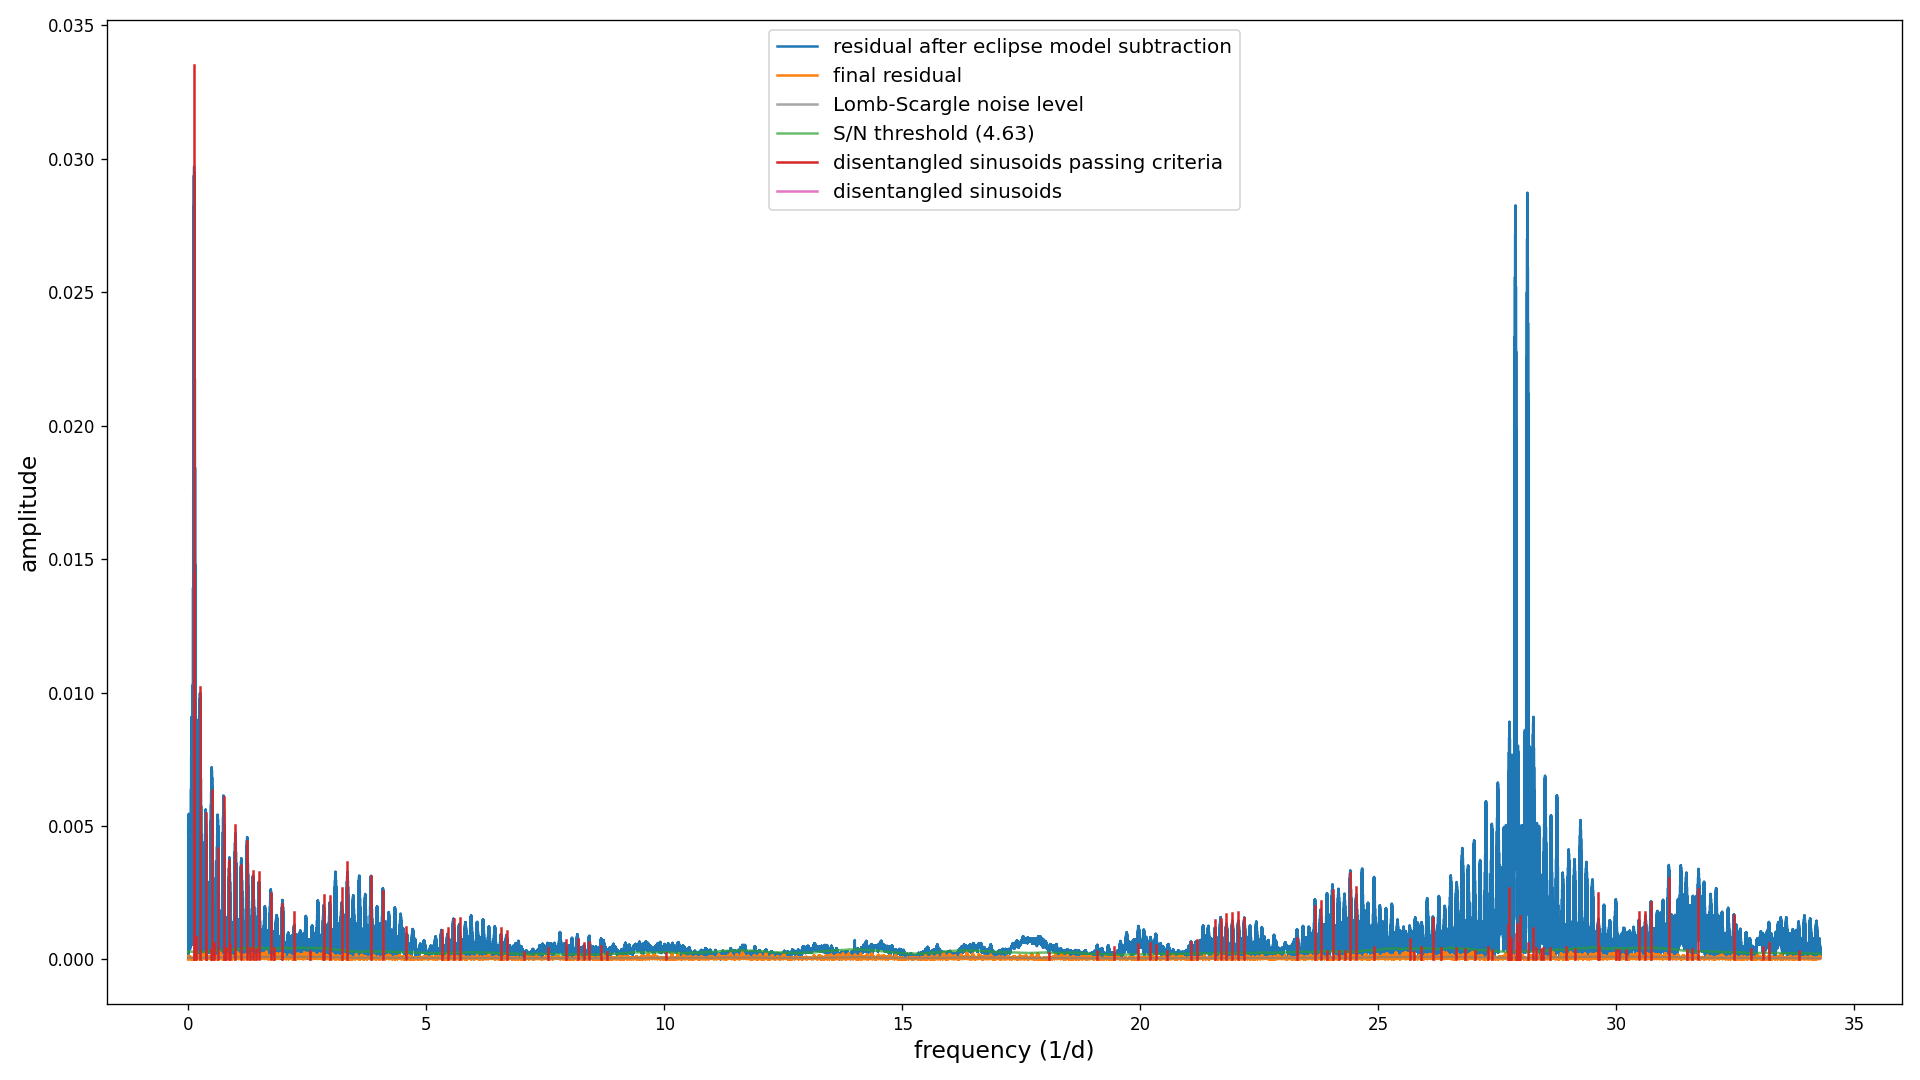 residual after eclipse model subtraction
final residual
Lomb-Scargle noise level
S/N threshold (4.63)
disentangled sinusoids passing criteria
disentangled sinusoids
amplitude
0.035
0.030
0.025
0.020
0.015
0.010
0.005
0.000
0 5 10 15 20 25 30 35
frequency (1/d)